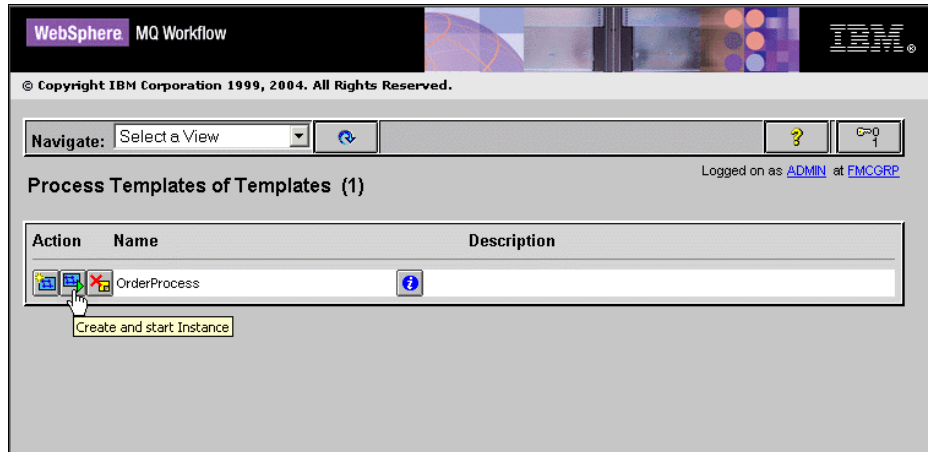 WebSphere. MQ Workflow
IBM®
© Copyright IBM Corporation 1999, 2004. All Rights Reserved.
Navigate: Select a View
Logged on as ADMIN at FMCGRP
Process Templates of Templates (1)
Action Name Description
OrderProcess
Create and start Instance